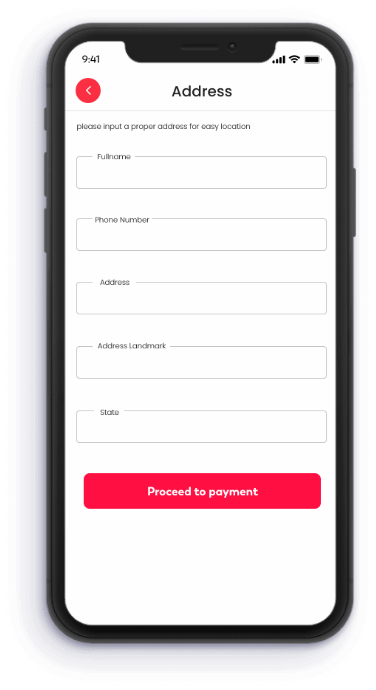 9:41
Address
please input a proper address for easy location
Fullname
Phone Number
Address
Address Landmark
State
Proceed to payment